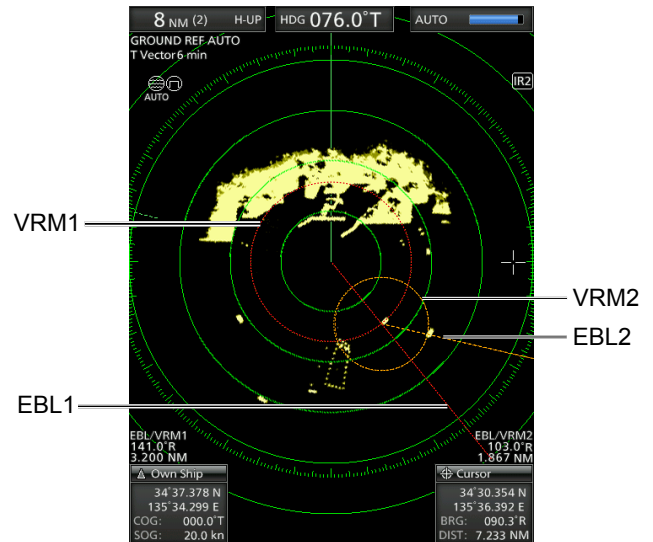 8 NM (2) H-UP HDG 076.0°T AUTO
GROUND REF AUTO
T Vector 6 min
IR2
AUTO
VRM1
VRM2
EBL2
EBL1
EBL/VRM1
141.0°R
3.200 NM
EBL/VRM2
103.0°R
1.867 NM
Own Ship
34°37.378 N
135°34.299 E
COG: 000.0°T
SOG: 20.0 kn
Cursor
34°30.354 N
135°36.392 E
BRG: 090.3°R
DIST: 7.233 NM